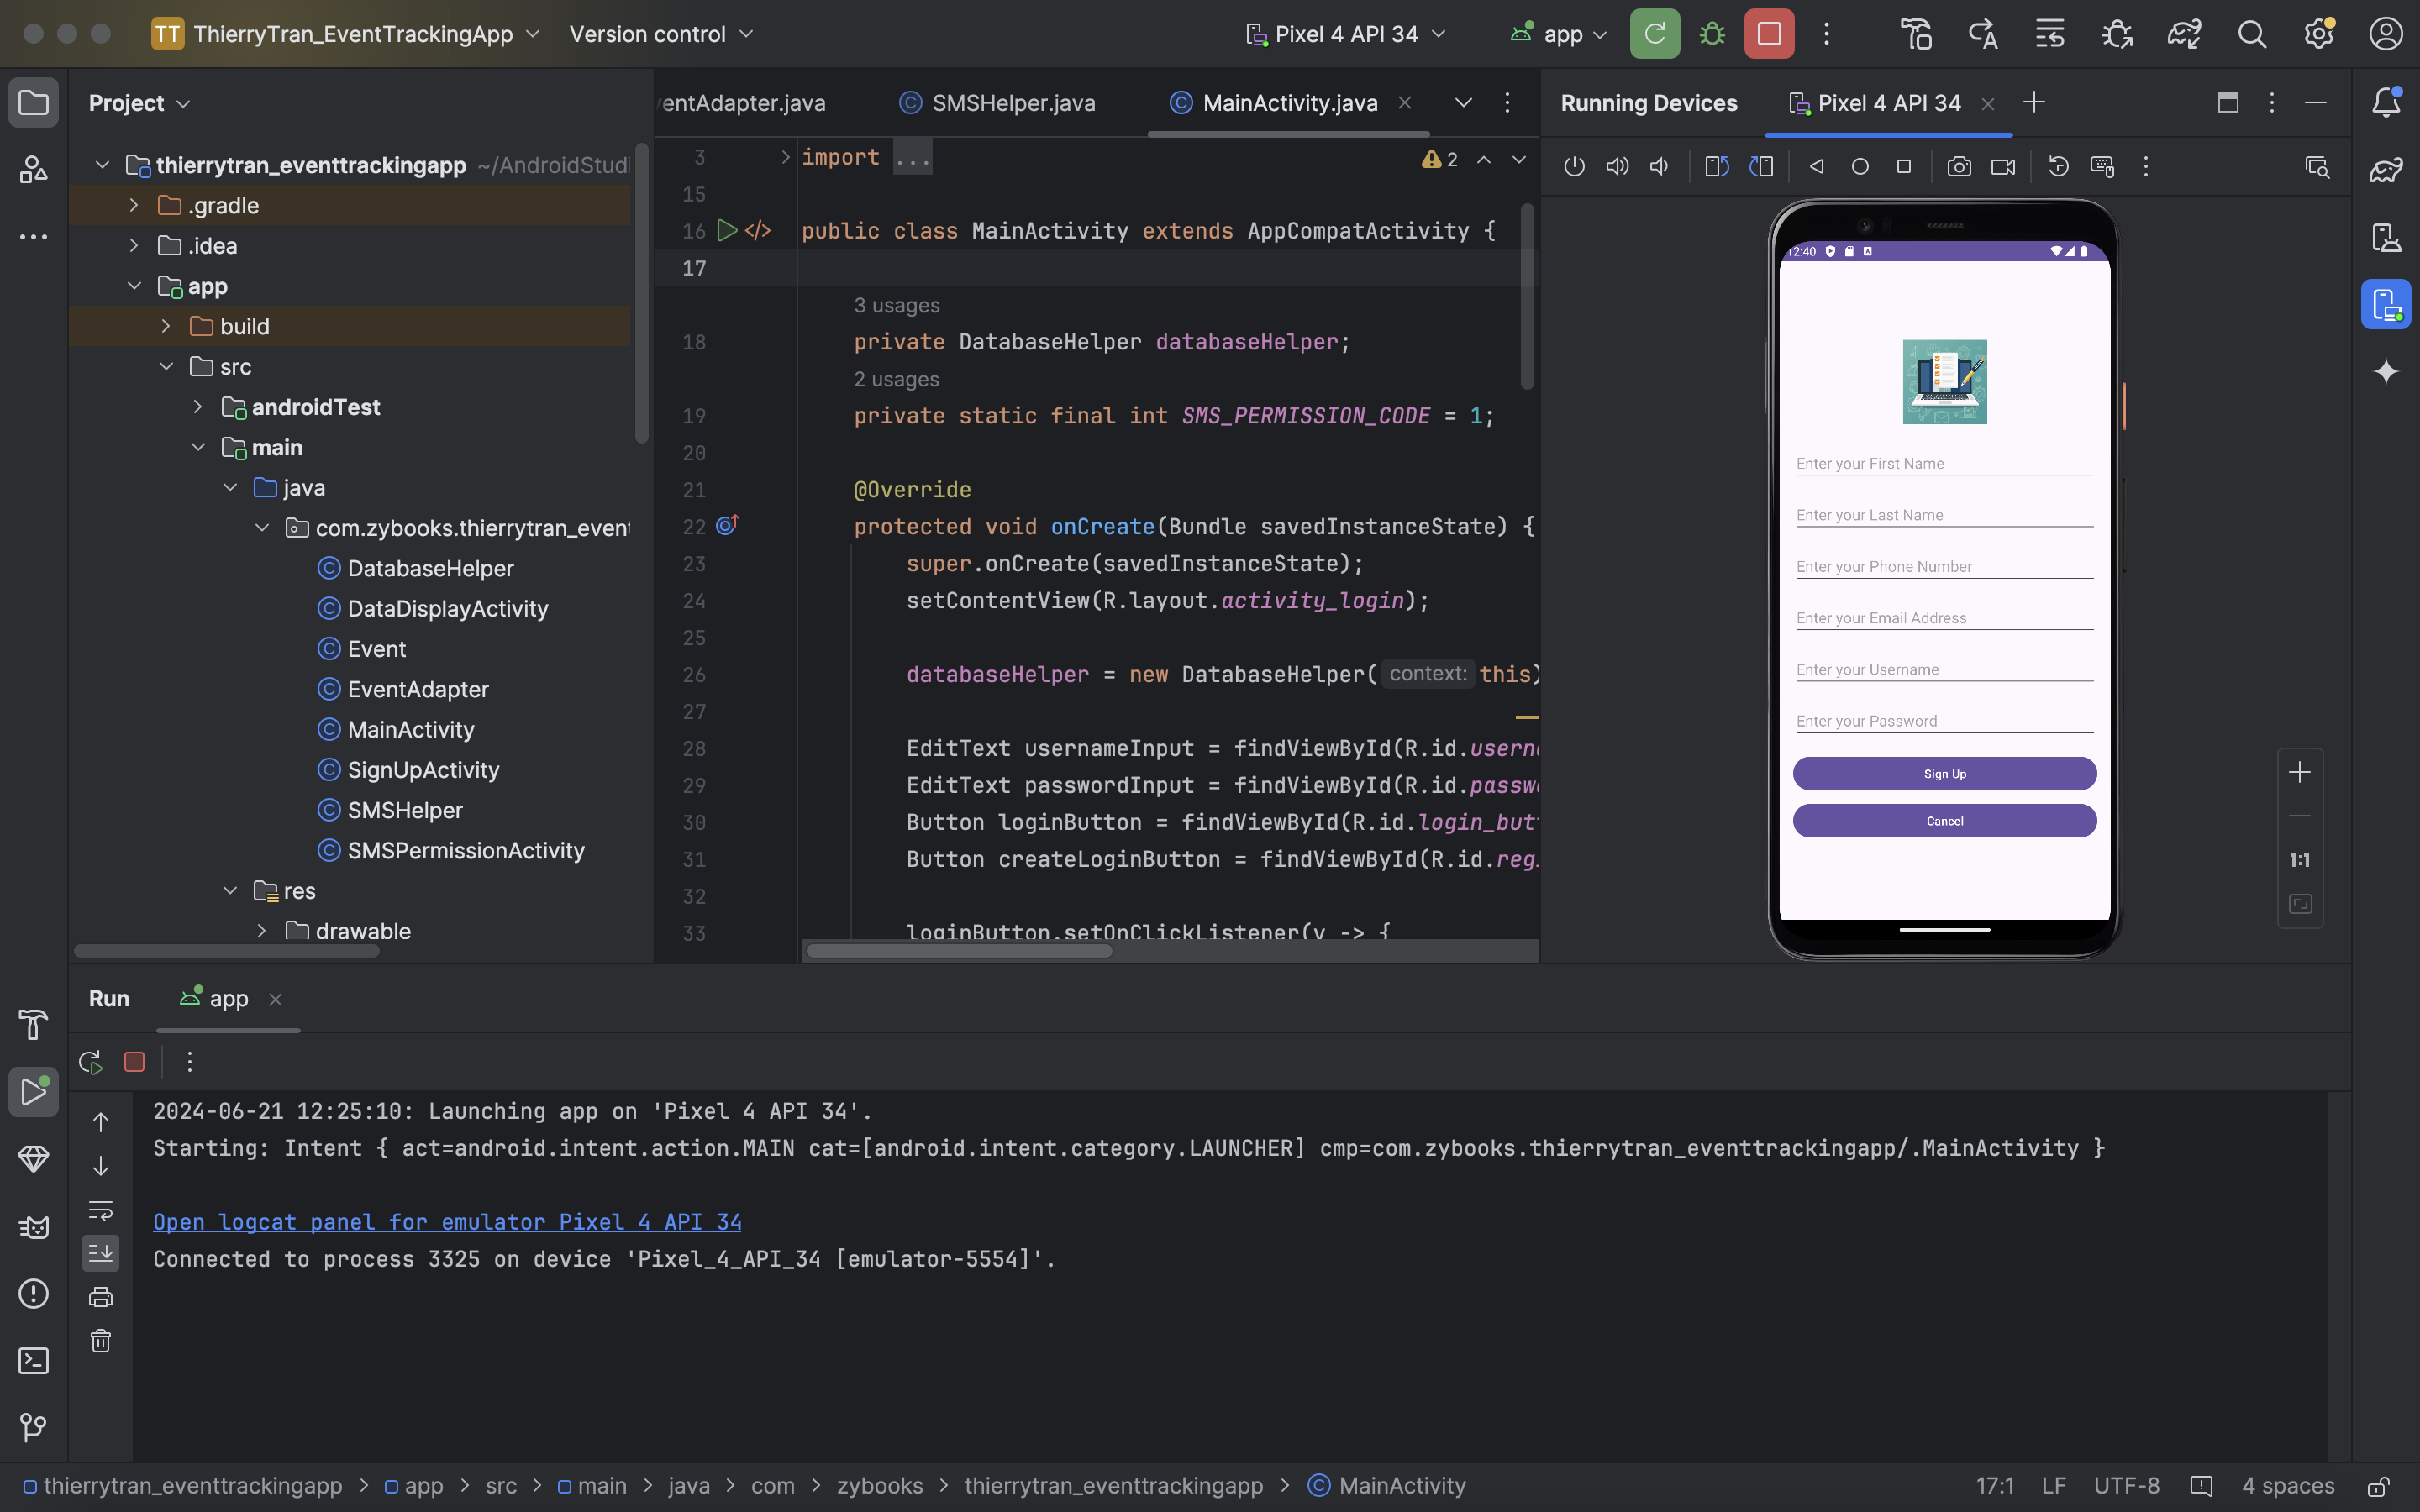 TT ThierryTran_EventTrackingApp Version control Pixel 4 API 34 app
Project
thierrytran_eventtrackingapp ~/AndroidStudi
.gradle
.idea
app
build
src
androidTest
main
java
com.zybooks.thierrytran_event
DatabaseHelper
DataDisplayActivity
Event
EventAdapter
MainActivity
SignUpActivity
SMSHelper
SMSPermissionActivity
res
drawable
entAdapter.java SMSHelper.java MainActivity.java
2
3 import ...
15
16 public class MainActivity extends AppCompatActivity {
17
3 usages
18 private DatabaseHelper databaseHelper;
2 usages
19 private static final int SMS_PERMISSION_CODE = 1;
20
21 @Override
22 protected void onCreate(Bundle savedInstanceState) {
23 super.onCreate(savedInstanceState);
24 setContentView(R.layout.activity_login);
25
26 databaseHelper = new DatabaseHelper( context: this)
27
28 EditText usernameInput = findViewById(R.id.userna
29 EditText passwordInput = findViewById(R.id.passwo
30 Button loginButton = findViewById(R.id.login_butt
31 Button createLoginButton = findViewById(R.id.regi
32
33 loginButton.setOnClickListener(v -> {
Running Devices Pixel 4 API 34
12:40
Enter your First Name
Enter your Last Name
Enter your Phone Number
Enter your Email Address
Enter your Username
Enter your Password
Sign Up
Cancel
1:1
Run app
2024-06-21 12:25:10: Launching app on 'Pixel 4 API 34'.
Starting: Intent { act=android.intent.action.MAIN cat=[android.intent.category.LAUNCHER] cmp=com.zybooks.thierrytran_eventtrackingapp/.MainActivity }
Open logcat panel for emulator Pixel 4 API 34
Connected to process 3325 on device 'Pixel_4_API_34 [emulator-5554]'.
thierrytran_eventtrackingapp > app > src > main > java > com > zybooks > thierrytran_eventtrackingapp > MainActivity 17:1 LF UTF-8 4 spaces